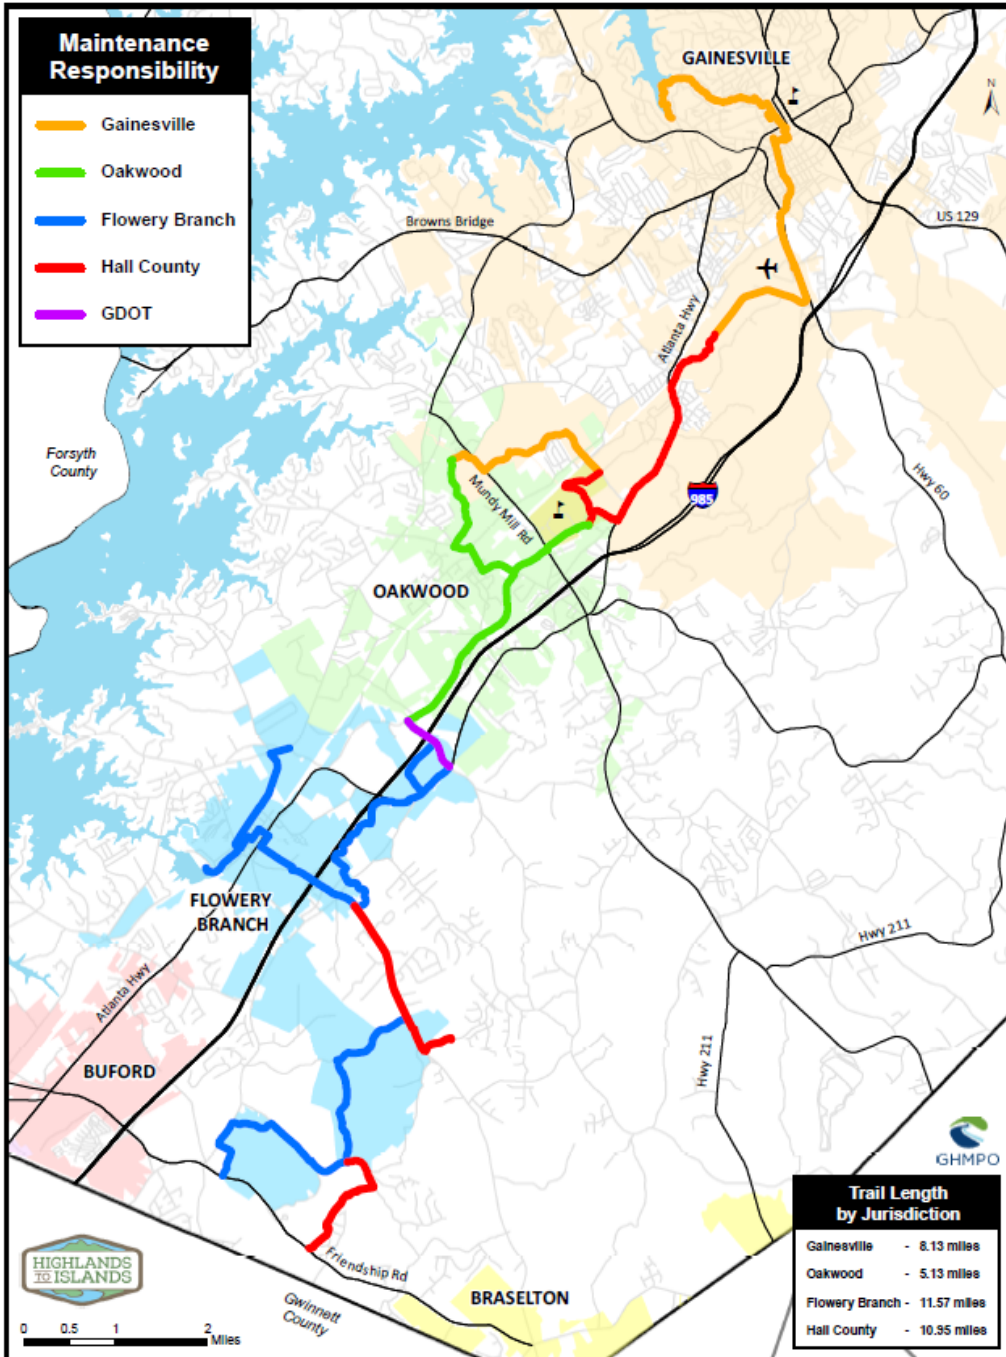 Maintenance
Responsibility
Gainesville
Oakwood
Flowery Branch
Hall County
GDOT
GAINESVILLE
N
Browns Bridge
US 129
Atlanta Hwy
Forsyth
County
Hwy 60
985
Mundy Mill Rd
OAKWOOD
FLOWERY
BRANCH
Hwy 211
Atlanta Hwy
Hwy 211
BUFORD
GHMPO
Trail Length
by Jurisdiction
Gainesville - 8.13 miles
Oakwood - 5.13 miles
Flowery Branch - 11.57 miles
Hall County - 10.95 miles
HIGHLANDS
TO ISLANDS
Friendship Rd
Gwinnett
County
BRASELTON
0 0.5 1 2
Miles